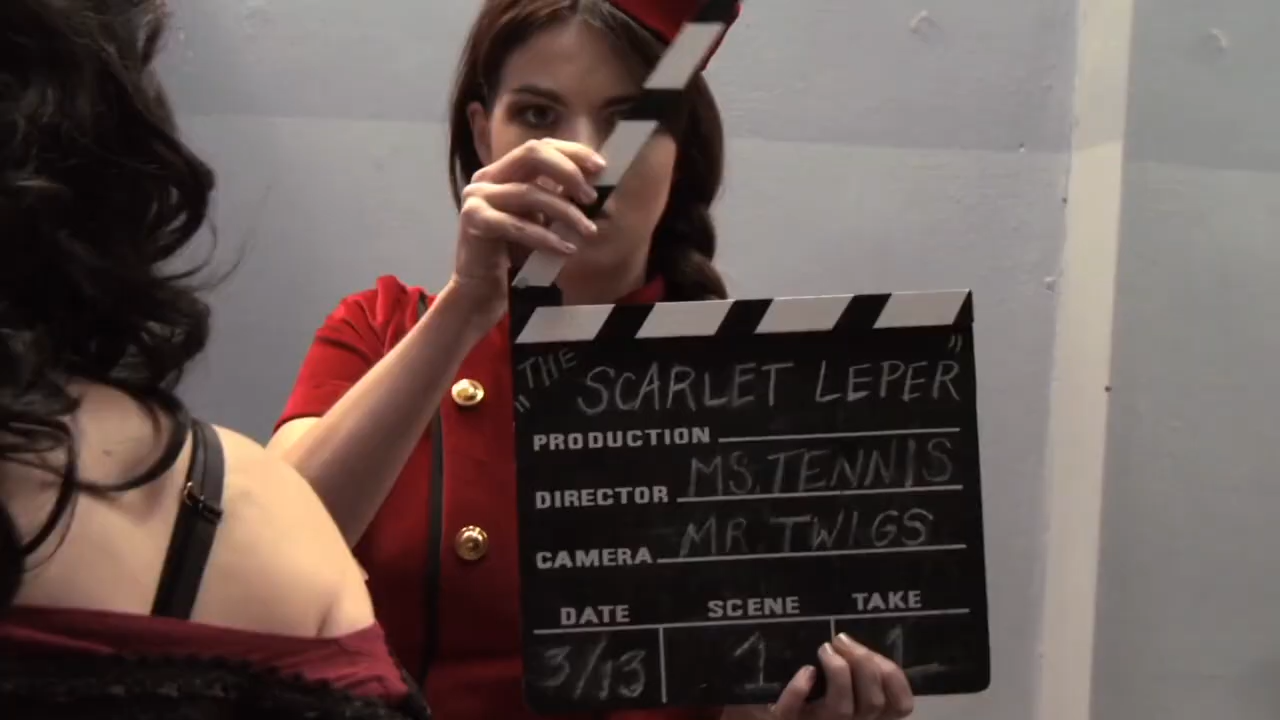 "THE SCARLET LEPER"
PRODUCTION
DIRECTOR MS. TENNIS
CAMERA MR. TWIGS
DATE SCENE TAKE
3/13 1 1